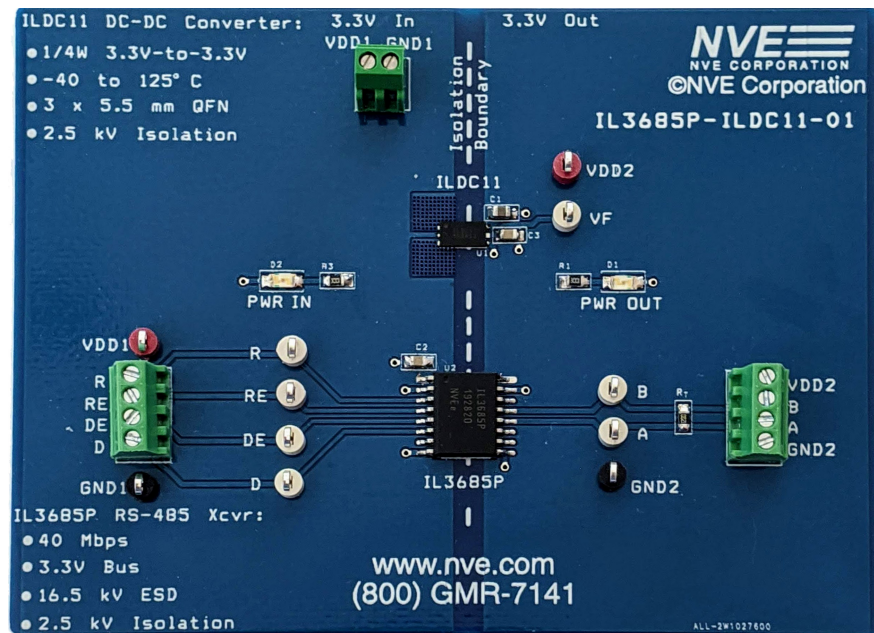 ILDC11 DC-DC Converter:
1/4W 3.3V-to-3.3V
-40 to 125°C
3 x 5.5 mm QFN
2.5 kV Isolation
3.3V In
VDD1 GND1
Isolation
Boundary
3.3V Out
NVE
NVE CORPORATION
©NVE Corporation
IL3685P-ILDC11-01
VDD2
VF
ILDC11
C1
C3
U1
D2
R3
PWR IN
R1
D1
PWR OUT
VDD1
R
RE
DE
D
GND1
R
RE
DE
D
C2
U2
IL3685P
192820
NVE
IL3685P
B
A
GND2
RT
VDD2
B
A
GND2
IL3685P RS-485 Xcvr:
40 Mbps
3.3V Bus
16.5 kV ESD
2.5 kV Isolation
www.nve.com
(800) GMR-7141
ALL-2W1027600